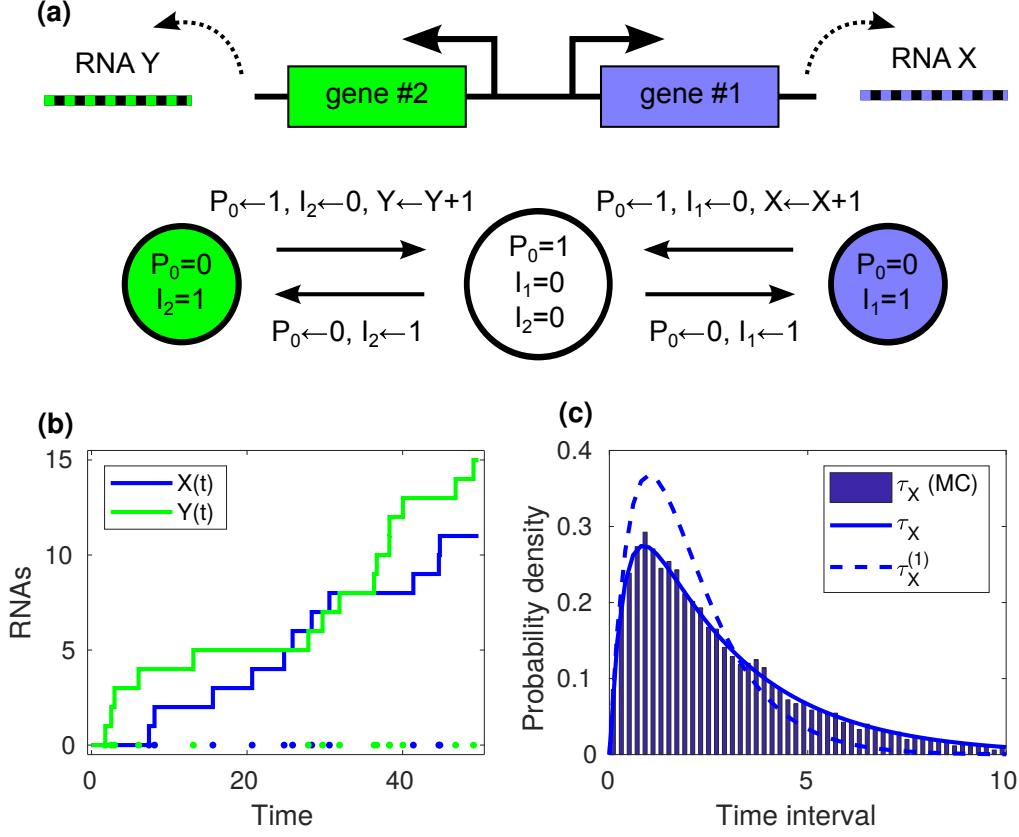 (a)
RNA Y
RNA X
gene #2
gene #1
P₀←1, I₂←0, Y←Y+1
P₀←1, I₁←0, X←X+1
P₀=0
I₂=1
P₀=1
I₁=0
I₂=0
P₀=0
I₁=1
P₀←0, I₂←1
P₀←0, I₁←1
(b)
15
10
5
0
RNAs
X(t)
Y(t)
0
20
40
Time
(c)
0.4
0.3
0.2
0.1
0
Probability density
τ_X (MC)
τ_X
τ_X^(1)
0
5
10
Time interval